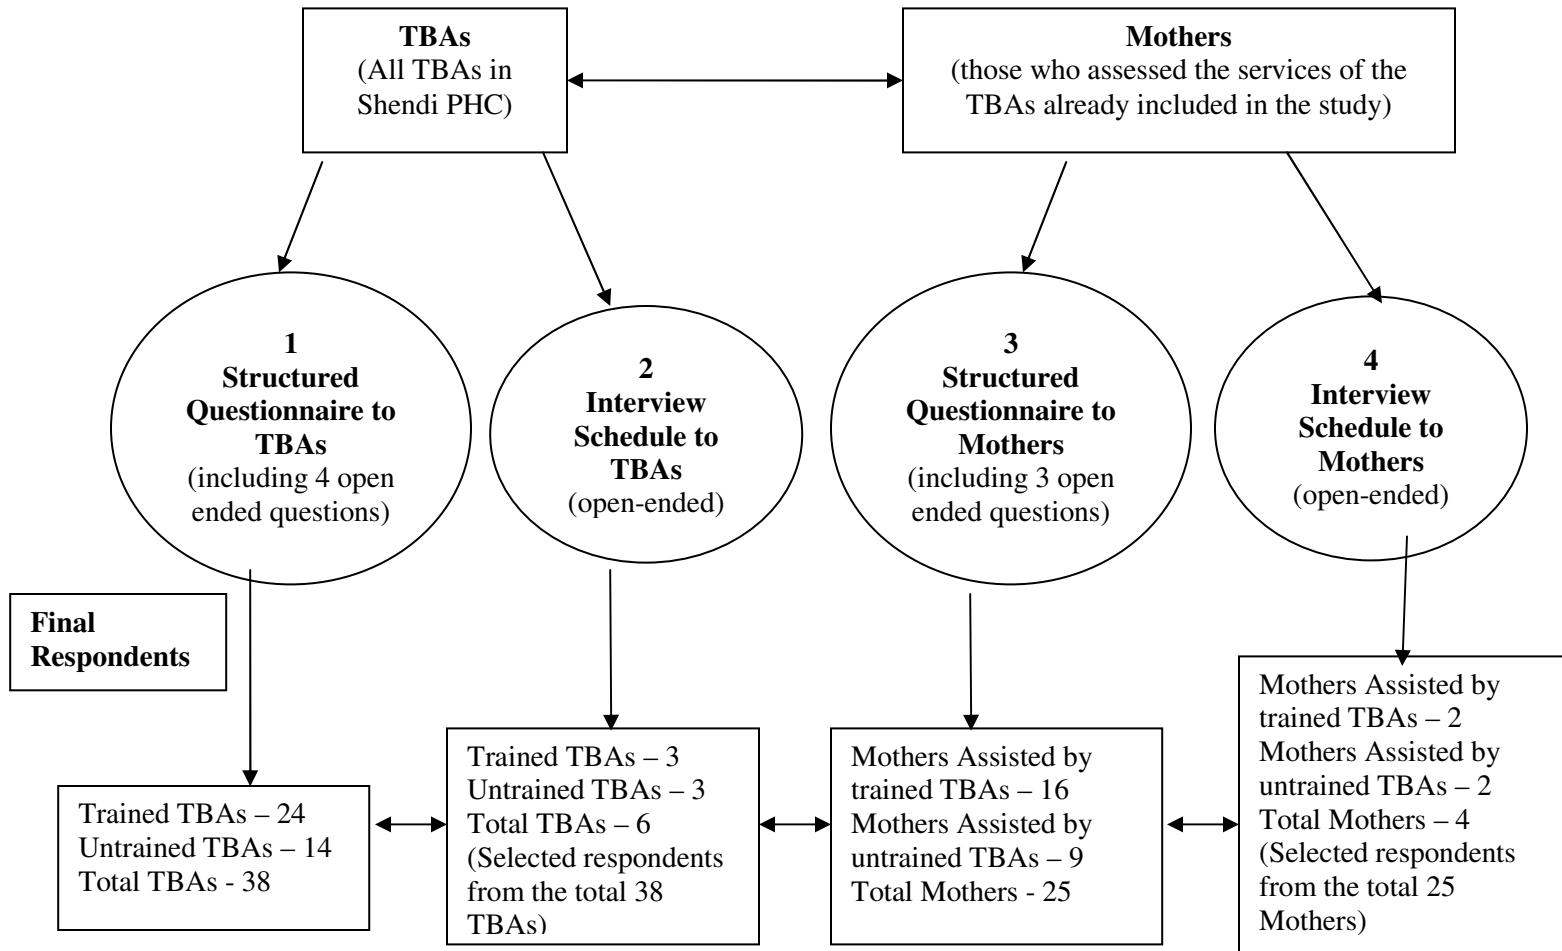 TBAs
(All TBAs in
Shendi PHC)
Mothers
(those who assessed the services of the
TBAs already included in the study)
1
Structured
Questionnaire to
TBAs
(including 4 open
ended questions)
2
Interview
Schedule to
TBAs
(open-ended)
3
Structured
Questionnaire to
Mothers
(including 3 open
ended questions)
4
Interview
Schedule to
Mothers
(open-ended)
Final
Respondents
Trained TBAs – 24
Untrained TBAs – 14
Total TBAs - 38
Trained TBAs – 3
Untrained TBAs – 3
Total TBAs – 6
(Selected respondents
from the total 38
TBAs)
Mothers Assisted by
trained TBAs – 16
Mothers Assisted by
untrained TBAs – 9
Total Mothers - 25
Mothers Assisted by
trained TBAs – 2
Mothers Assisted by
untrained TBAs – 2
Total Mothers – 4
(Selected respondents
from the total 25
Mothers)